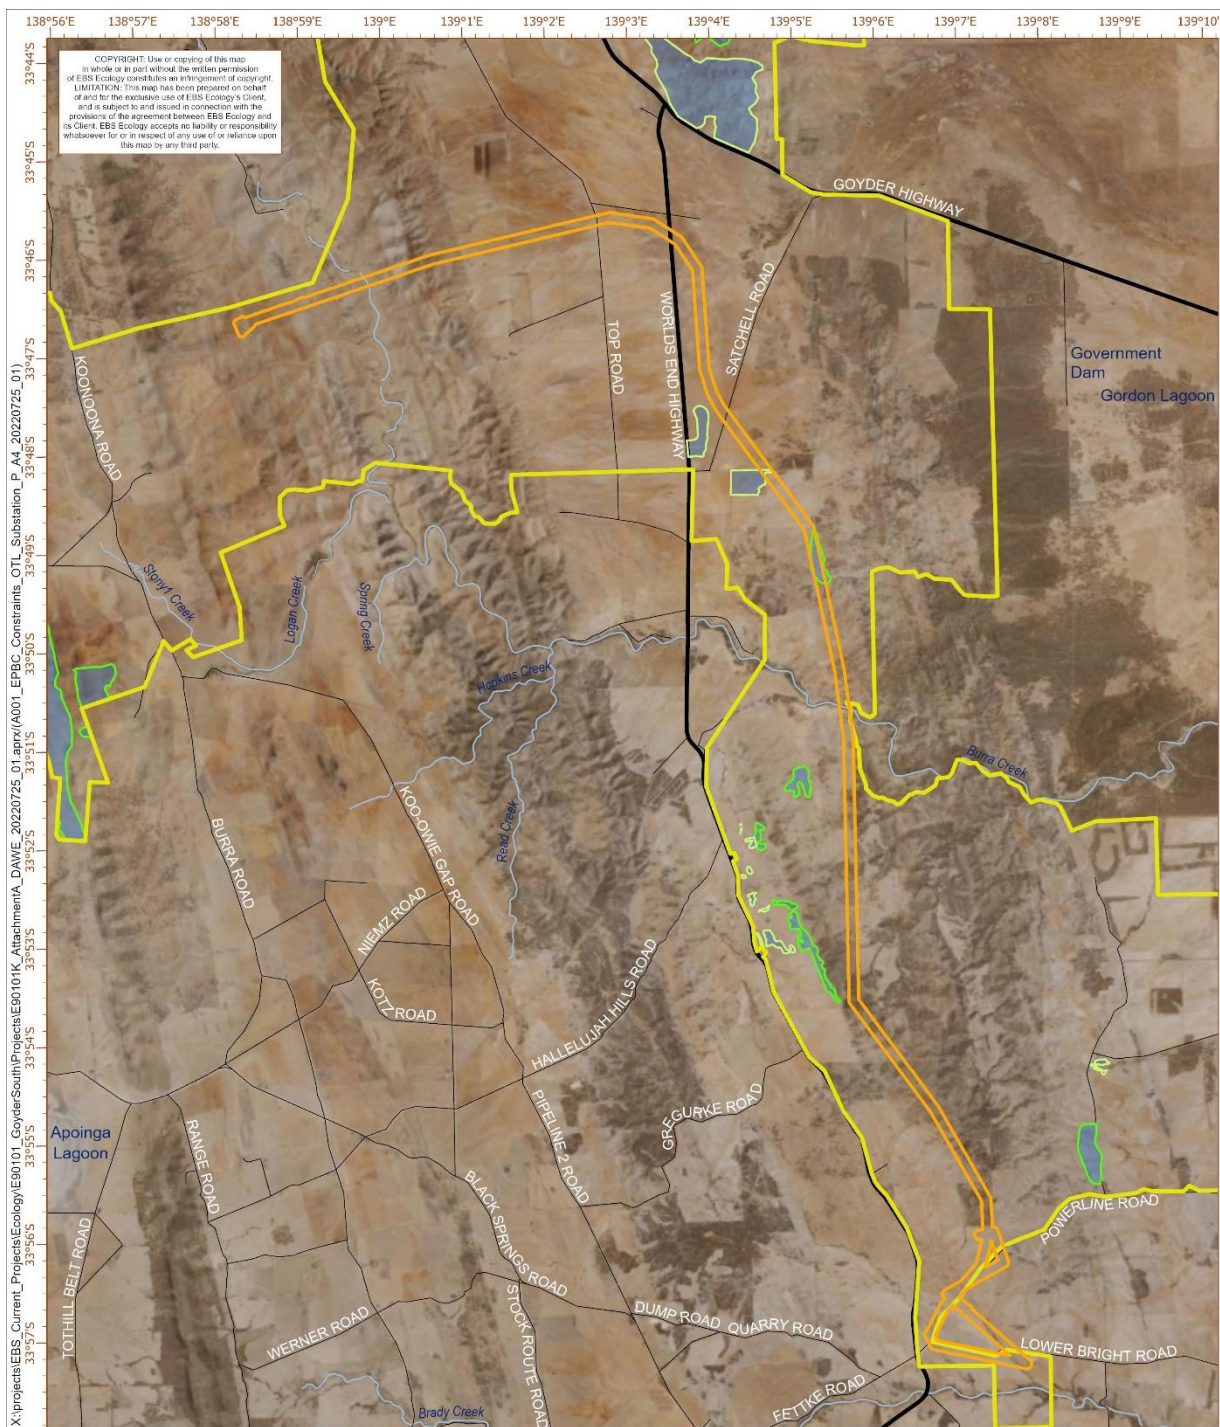 138°56'E 138°57'E 138°58'E 138°59'E 139°E 139°1'E 139°2'E 139°3'E 139°4'E 139°5'E 139°6'E 139°7'E 139°8'E 139°9'E 139°10'
COPYRIGHT: Use or copying of this map
in whole or in part without the written permission
of EBS Ecology constitutes an infringement of copyright.
LIMITATION: This map has been prepared on behalf
of and for the exclusive use of EBS Ecology's Client,
and is subject to and issued in connection with the
provisions of the agreement between EBS Ecology and
its Client. EBS Ecology accepts no liability or responsibility
whatsoever for or in respect of any use of or reliance upon
this map by any third party.
33°44'S
33°45'S
33°46'S
33°47'S
33°48'S
33°49'S
33°50'S
33°51'S
33°52'S
33°53'S
33°54'S
33°55'S
33°56'S
33°57'S
X:\projects\EBS_Current_Projects\Ecology\E90101_GoyderSouth\Projects\E90101K_AttachmentA_DAWE_20220725_01.aprx/(A001_EPBC_Constraints_OTL_Substation_P_A4_20220725_01)
GOYDER HIGHWAY
SATCHELL ROAD
WORLDS END HIGHWAY
TOP ROAD
KOONOONA ROAD
Government
Dam
Gordon Lagoon
Stony1 Creek
Logan Creek
Spring Creek
Hopkins Creek
Burra Creek
Read Creek
BURRA ROAD
KOO-OWIE GAP ROAD
NIEMZ ROAD
KOTZ ROAD
HALLELUJAH HILLS ROAD
GREGURKE ROAD
PIPELINE 2 ROAD
Apoinga
Lagoon
RANGE ROAD
BLACK SPRINGS ROAD
POWERLINE ROAD
TOTHILL BELT ROAD
WERNER ROAD
STOCK ROUTE ROAD
DUMP ROAD QUARRY ROAD
LOWER BRIGHT ROAD
FETTKE ROAD
Brady Creek